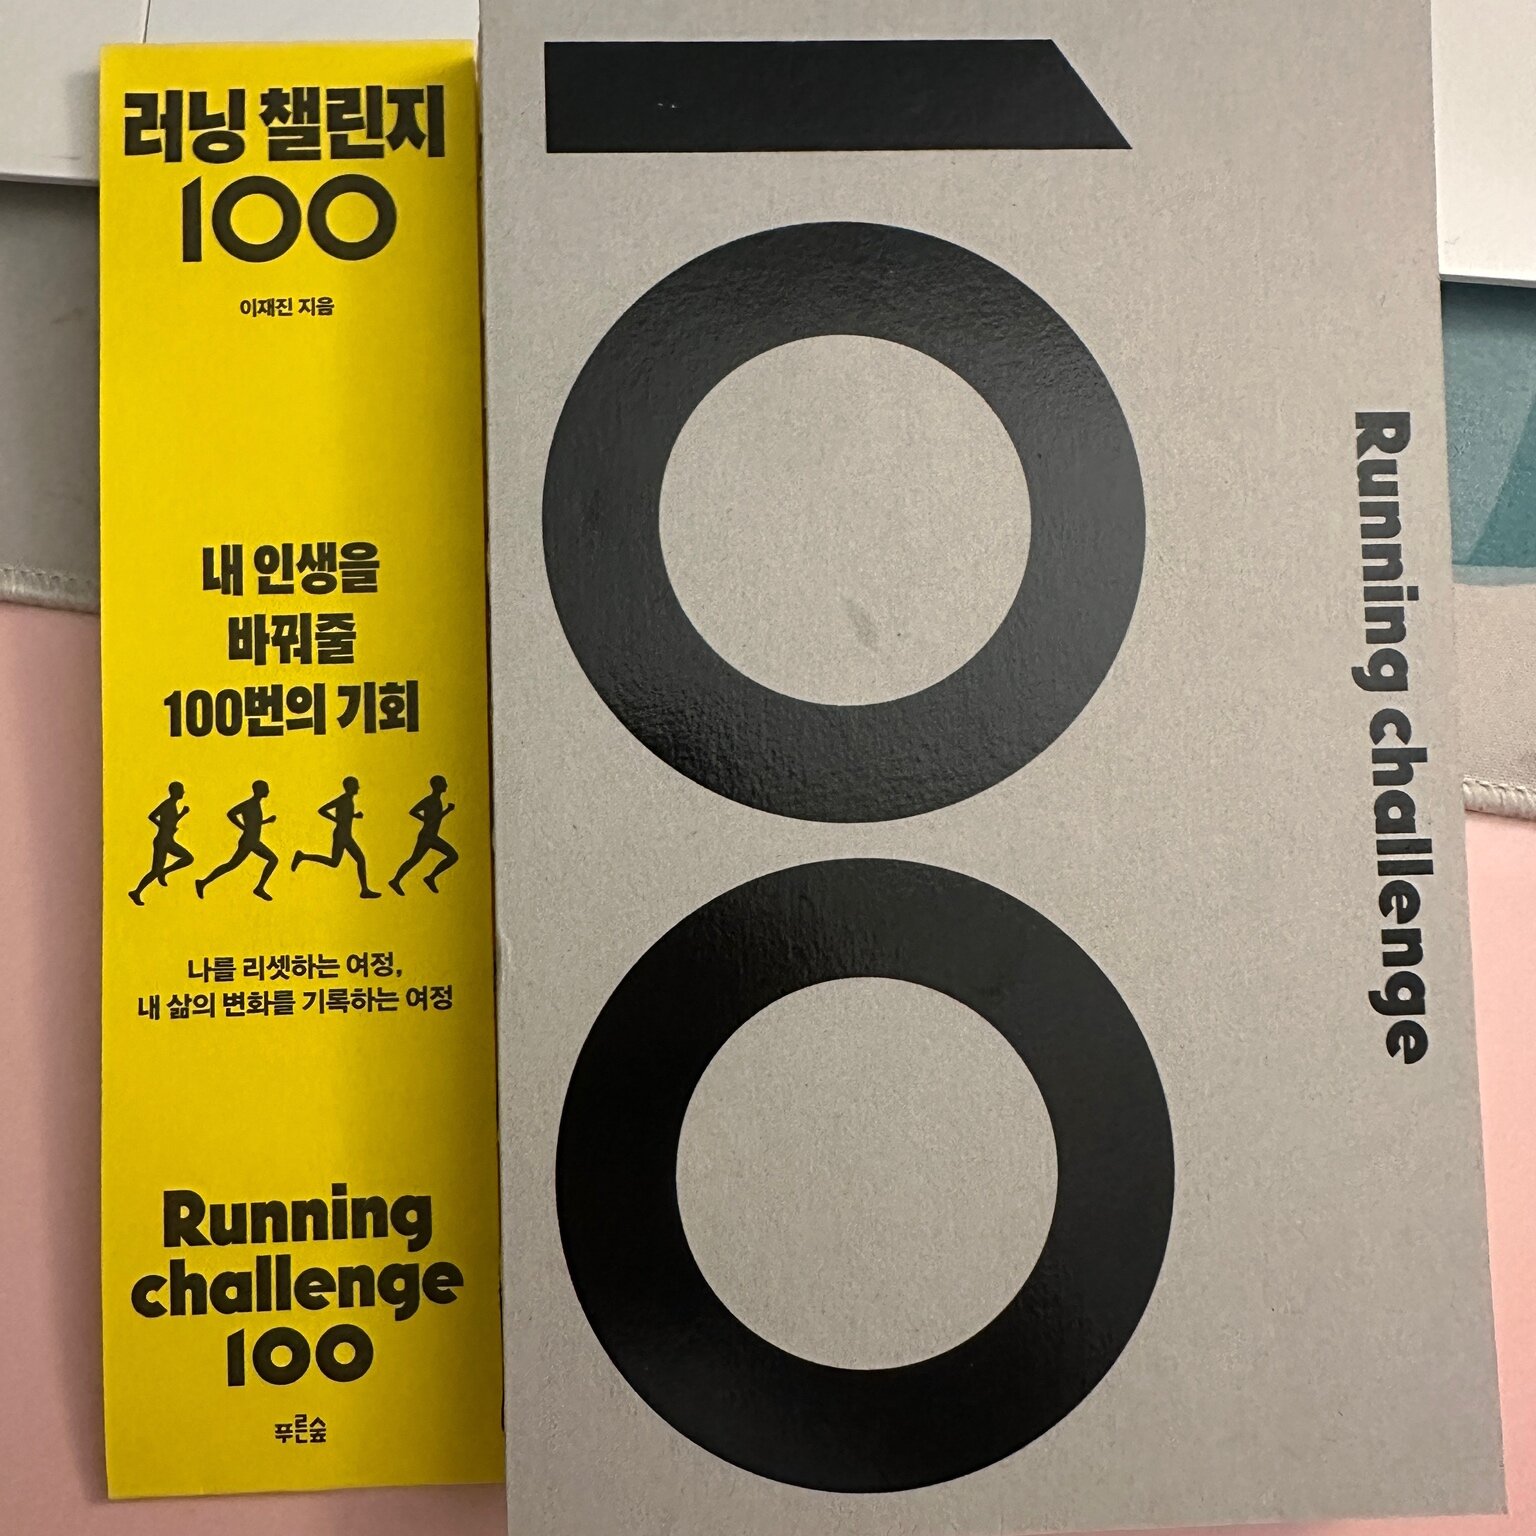 러닝 챌린지
100
이재진 지음
내 인생을
바꿔줄
100번의 기회
나를 리셋하는 여정,
내 삶의 변화를 기록하는 여정
Running
challenge
100
푸른숲
100
Running challenge